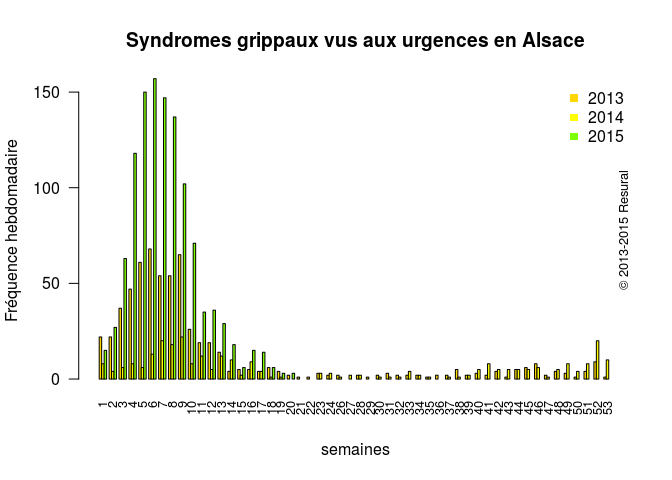 Syndromes grippaux vus aux urgences en Alsace
Fréquence hebdomadaire
150
100
50
0
2013
2014
2015
© 2013-2015 Resural
1 2 3 4 5 6 7 8 9 10 11 12 13 14 15 16 17 18 19 20 21 22 23 24 26 27 28 29 30 31 32 33 34 35 36 37 38 39 40 41 42 43 44 45 46 47 48 49 50 51 52 53
semaines